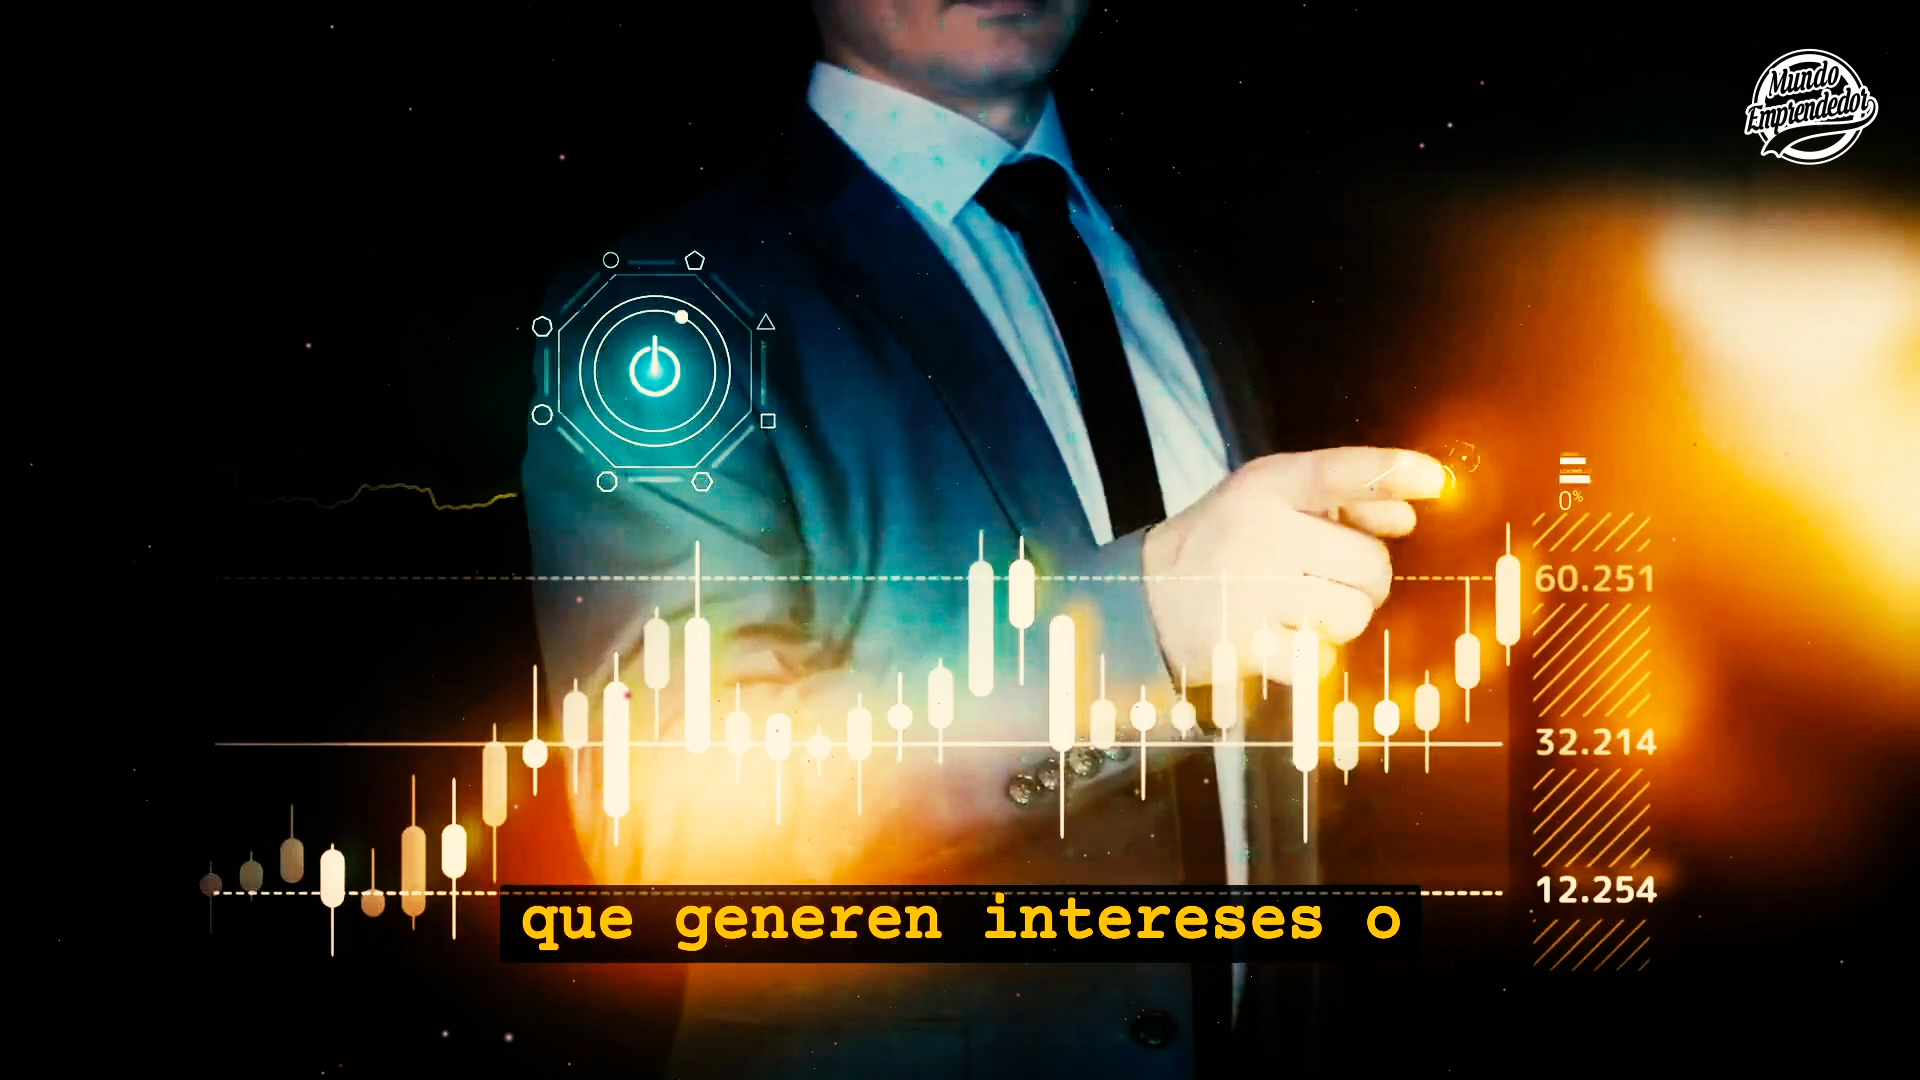 Mundo
Emprendedor
0%
60.251
32.214
12.254
que generen intereses o